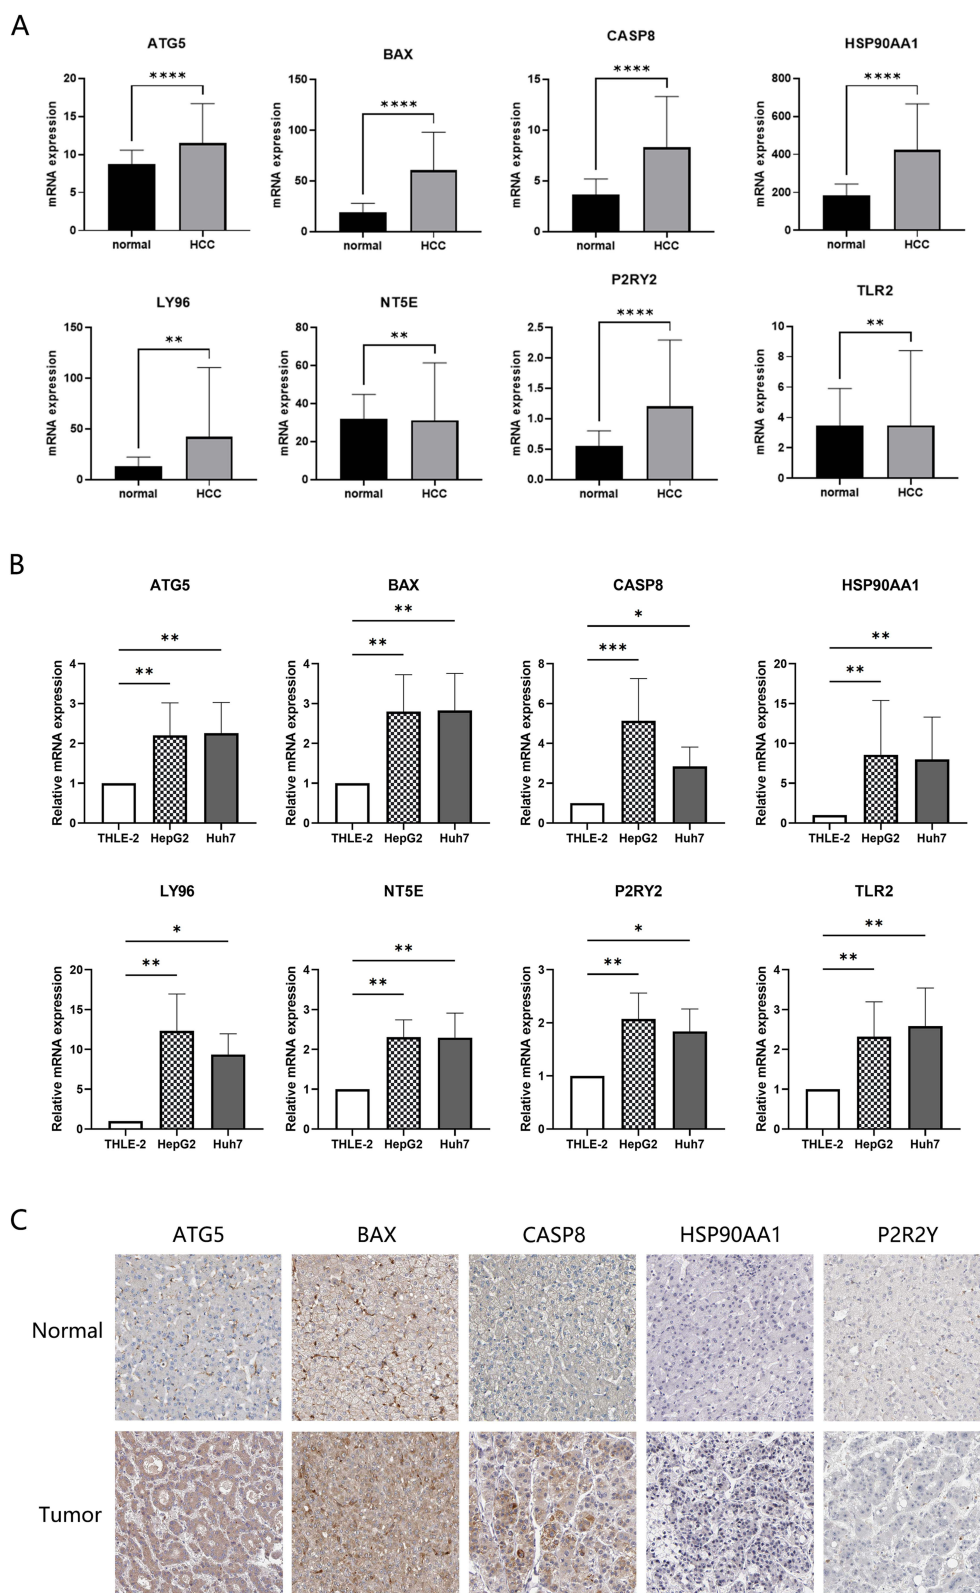 A
ATG5
BAX
CASP8
HSP90AA1
mRNA expression
20
15
10
5
0
****
normal
HCC
mRNA expression
150
100
50
0
****
normal
HCC
mRNA expression
15
10
5
0
****
normal
HCC
mRNA expression
800
600
400
200
0
****
normal
HCC
LY96
NT5E
P2RY2
TLR2
mRNA expression
150
100
50
0
**
normal
HCC
mRNA expression
80
60
40
20
0
**
normal
HCC
mRNA expression
2.5
2.0
1.5
1.0
0.5
0.0
****
normal
HCC
mRNA expression
10
8
6
4
2
0
**
normal
HCC
B
ATG5
BAX
CASP8
HSP90AA1
Relative mRNA expression
4
3
2
1
0
**
**
THLE-2
HepG2
Huh7
Relative mRNA expression
4
3
2
1
0
**
**
THLE-2
HepG2
Huh7
Relative mRNA expression
8
6
4
2
0
*
***
THLE-2
HepG2
Huh7
Relative mRNA expression
20
15
10
5
0
**
**
THLE-2
HepG2
Huh7
LY96
NT5E
P2RY2
TLR2
Relative mRNA expression
20
15
10
5
0
*
**
THLE-2
HepG2
Huh7
Relative mRNA expression
4
3
2
1
0
**
**
THLE-2
HepG2
Huh7
Relative mRNA expression
3
2
1
0
*
**
THLE-2
HepG2
Huh7
Relative mRNA expression
4
3
2
1
0
**
**
THLE-2
HepG2
Huh7
C
ATG5
BAX
CASP8
HSP90AA1
P2R2Y
Normal
Tumor